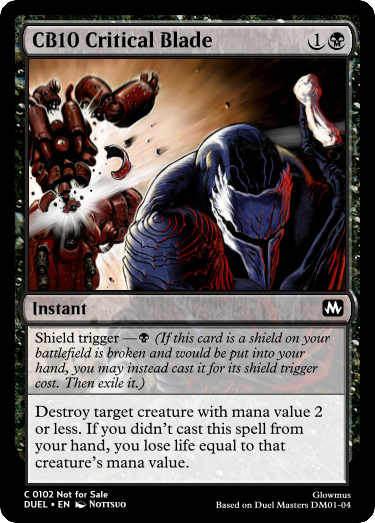 CB10 Critical Blade 1
Instant
Shield trigger — (If this card is a shield on your
battlefield is broken and would be put into your
hand, you may instead cast it for its shield trigger
cost. Then exile it.)
Destroy target creature with mana value 2
or less. If you didn't cast this spell from
your hand, you lose life equal to that
creature's mana value.
C 0102 Not for Sale
DUEL • EN Nottsuo
Glowmus
Based on Duel Masters DM01-04